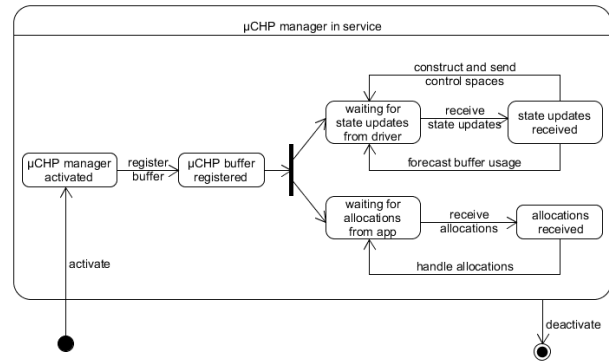 µCHP manager in service
construct and send
control spaces
waiting for
state updates
from driver
receive
state updates
state updates
received
forecast buffer usage
µCHP manager
activated
register
buffer
µCHP buffer
registered
waiting for
allocations
from app
receive
allocations
allocations
received
handle allocations
activate
deactivate